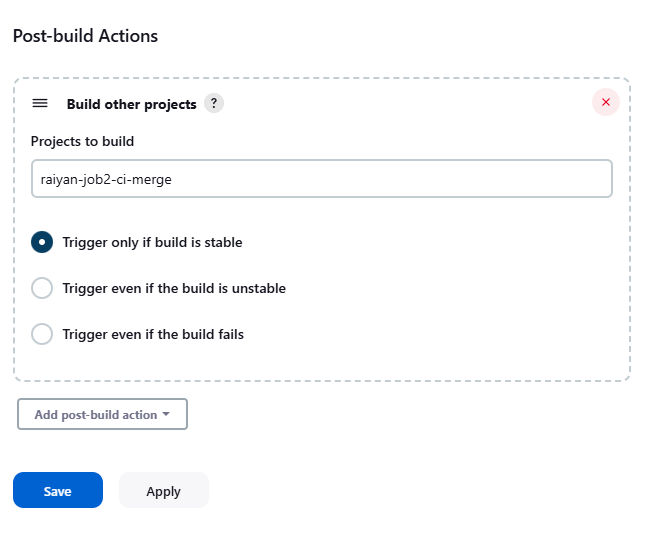 Post-build Actions
Build other projects ?
Projects to build
raiyan-job2-ci-merge
Trigger only if build is stable
Trigger even if the build is unstable
Trigger even if the build fails
Add post-build action
Save Apply